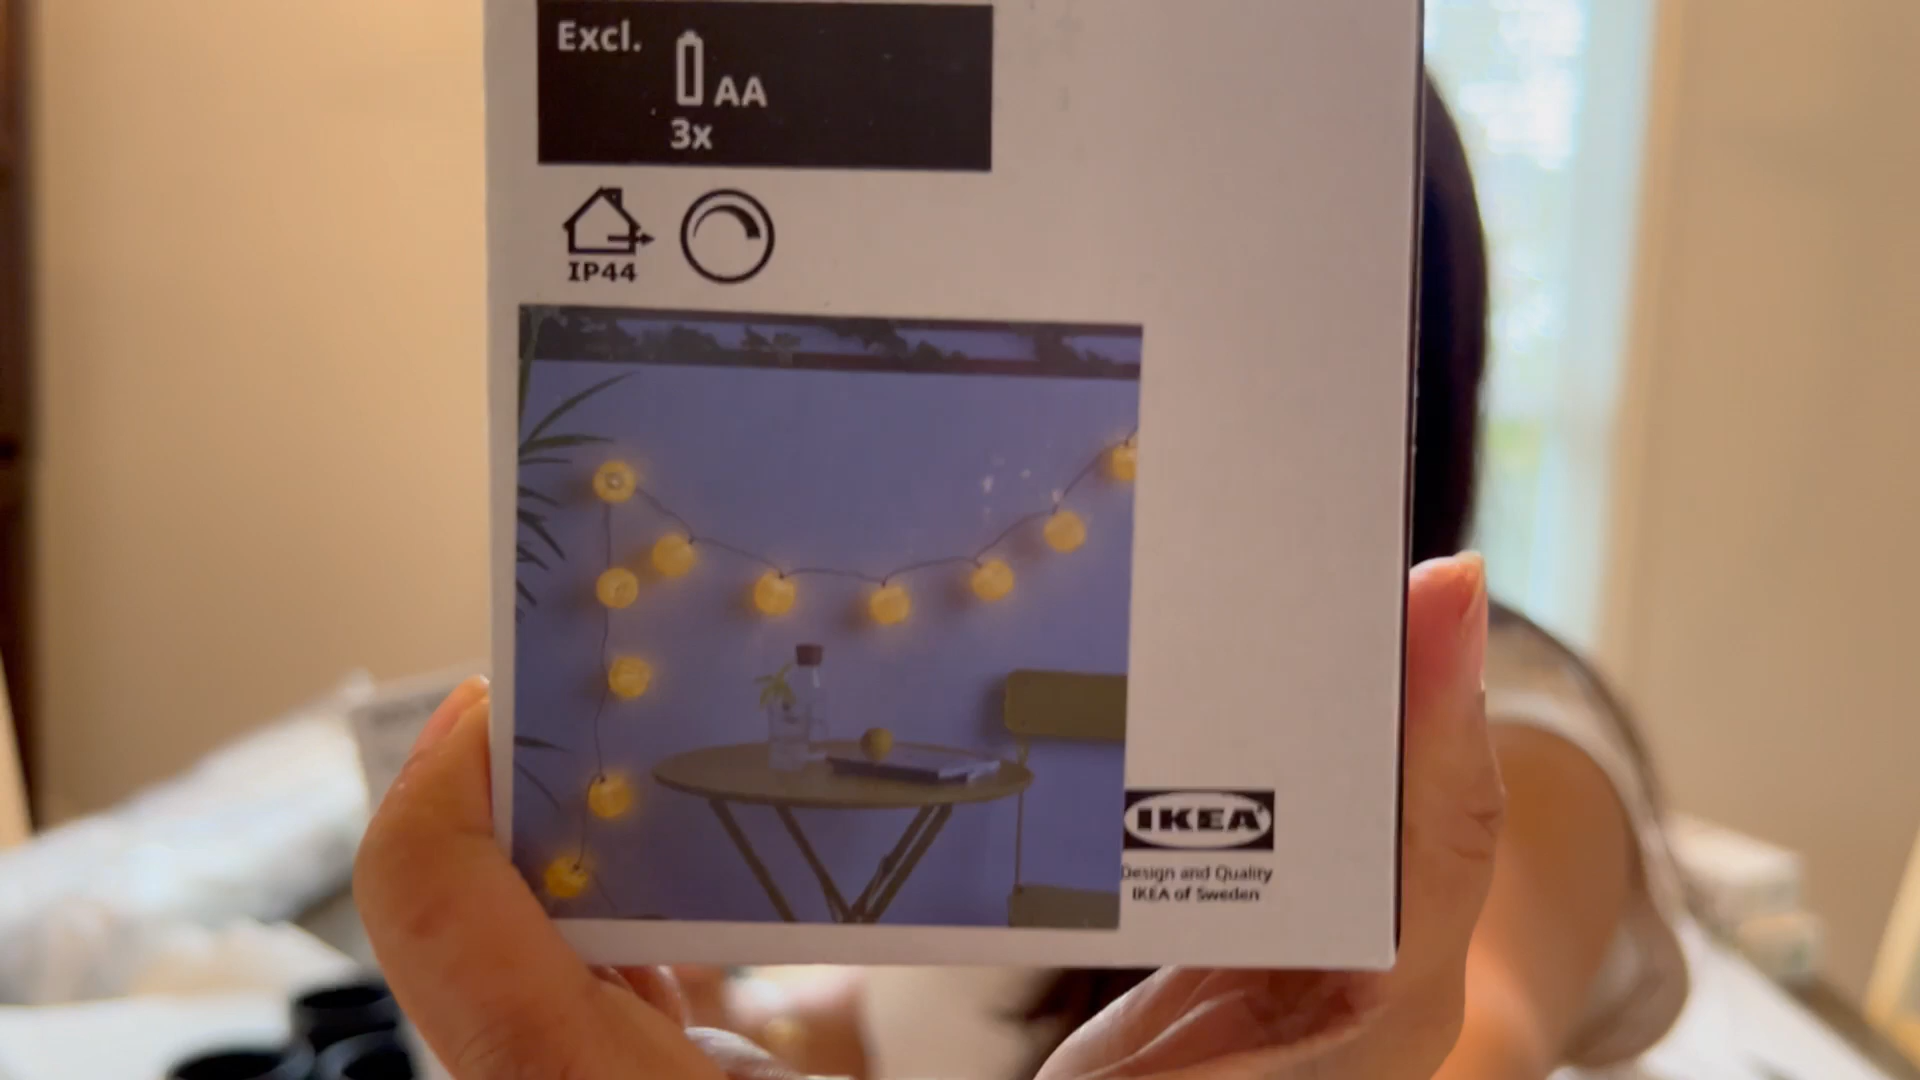 Excl.
AA
3x
IP44
IKEA
Design and Quality
IKEA of Sweden